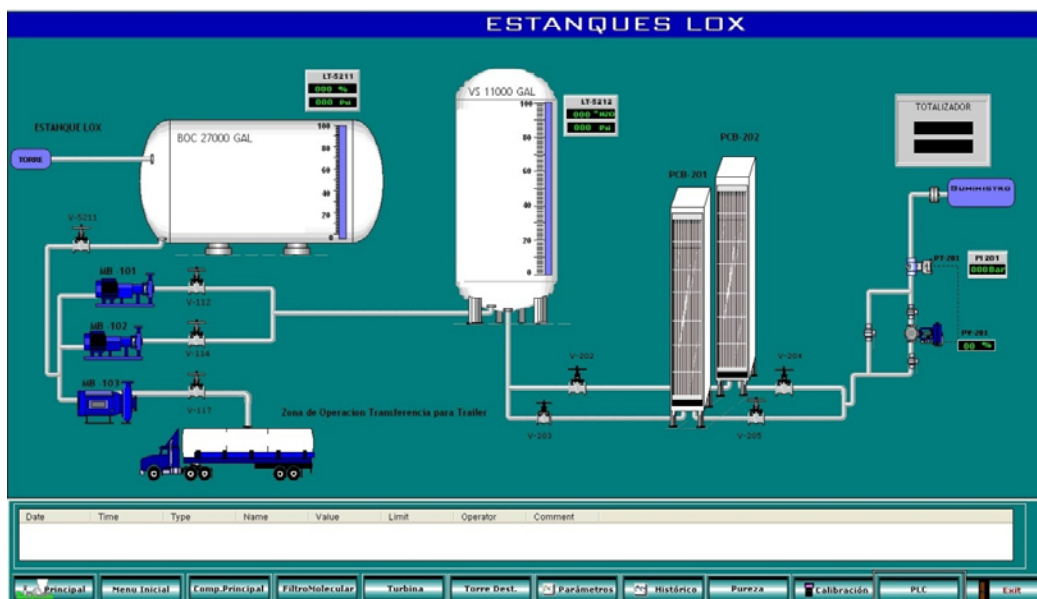 ESTANQUES LOX
LT-5211
000 %
000 Psi
VS 11000 GAL
LT-5212
000 "H2O
000 Psi
TOTALIZADOR
ESTANQUE LOX
BOC 27000 GAL
100
80
60
40
20
0
100
80
60
40
20
0
PCB-202
PCB-201
TORRE
SUMINISTRO
V-5211
MB -101
V-112
MB -102
V-114
MB -103
V-117
PT-201
PI 201
000Bar
PV-201
00 %
V-202
V-204
V-203
V-205
Zona de Operacion Transferencia para Trailer
Date Time Type Name Value Limit Operator Comment
Principal Menu Inicial Comp.Principal FiltroMolecular Turbina Torre Dest. Parámetros Histórico Pureza Calibración PLC Exit